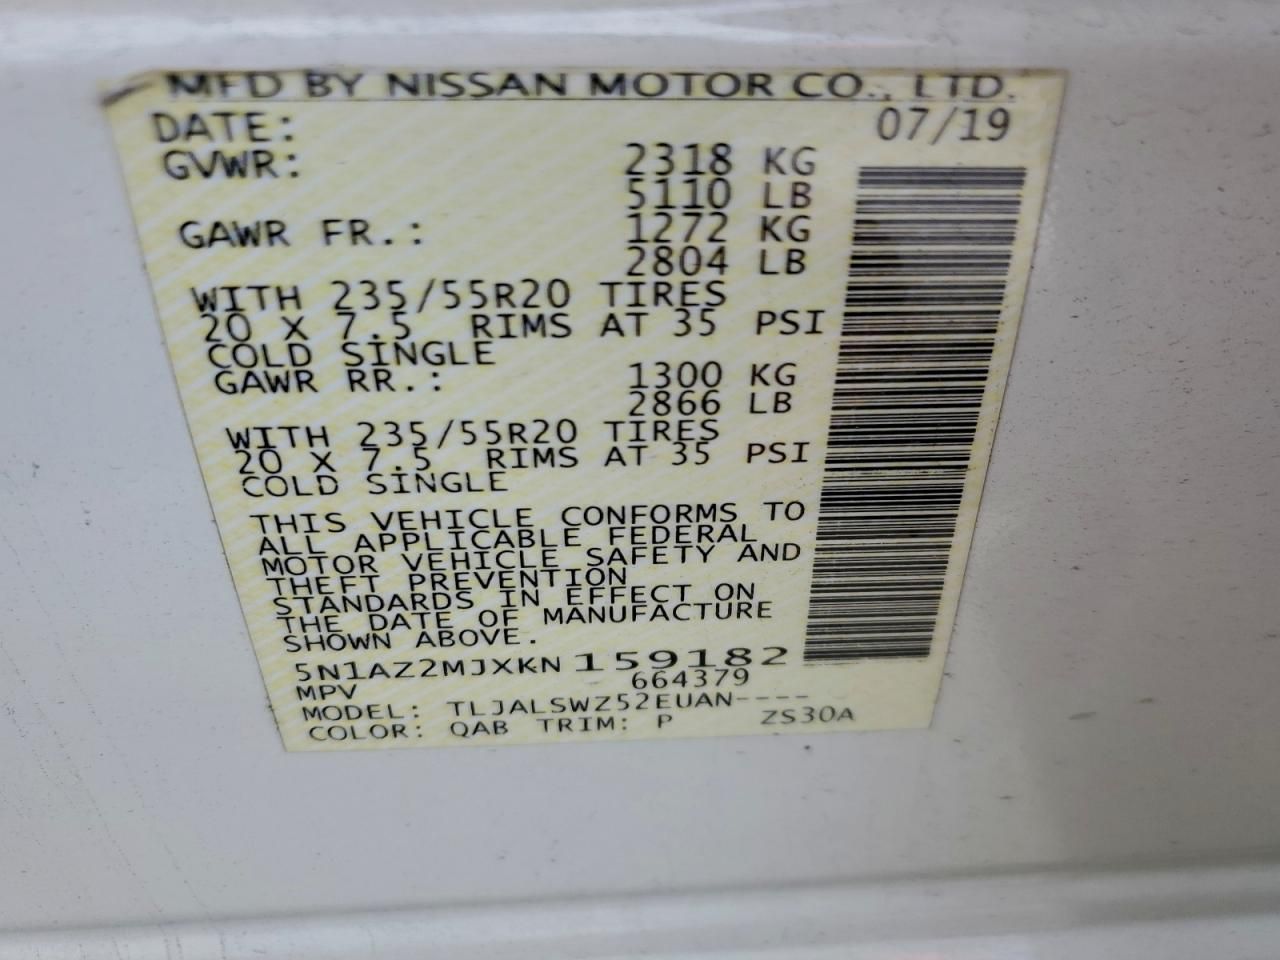 MFD BY NISSAN MOTOR CO., LTD.
DATE: 07/19
GVWR: 2318 KG
5110 LB
GAWR FR.: 1272 KG
2804 LB
WITH 235/55R20 TIRES
20 X 7.5 RIMS AT 35 PSI
COLD SINGLE
GAWR RR.: 1300 KG
2866 LB
WITH 235/55R20 TIRES
20 X 7.5 RIMS AT 35 PSI
COLD SINGLE
THIS VEHICLE CONFORMS TO
ALL APPLICABLE FEDERAL
MOTOR VEHICLE SAFETY AND
THEFT PREVENTION
STANDARDS IN EFFECT ON
THE DATE OF MANUFACTURE
SHOWN ABOVE.
5N1AZ2MJXKN159182
MPV 664379
MODEL: TLJALSWZ52EUAN----
COLOR: QAB TRIM: P ZS30A